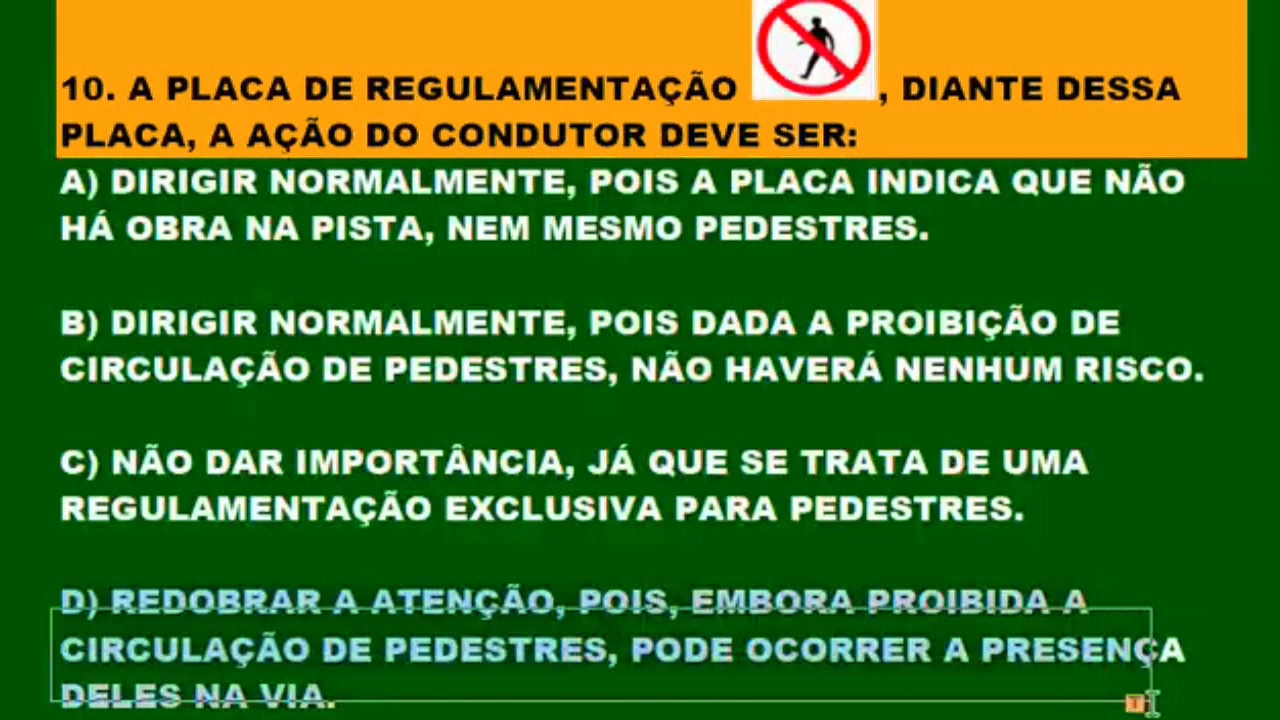 10. A PLACA DE REGULAMENTAÇÃO , DIANTE DESSA
PLACA, A AÇÃO DO CONDUTOR DEVE SER:
A) DIRIGIR NORMALMENTE, POIS A PLACA INDICA QUE NÃO
HÁ OBRA NA PISTA, NEM MESMO PEDESTRES.
B) DIRIGIR NORMALMENTE, POIS DADA A PROIBIÇÃO DE
CIRCULAÇÃO DE PEDESTRES, NÃO HAVERÁ NENHUM RISCO.
C) NÃO DAR IMPORTÂNCIA, JÁ QUE SE TRATA DE UMA
REGULAMENTAÇÃO EXCLUSIVA PARA PEDESTRES.
D) REDOBRAR A ATENÇÃO, POIS, EMBORA PROIBIDA A
CIRCULAÇÃO DE PEDESTRES, PODE OCORRER A PRESENÇA
DELES NA VIA.